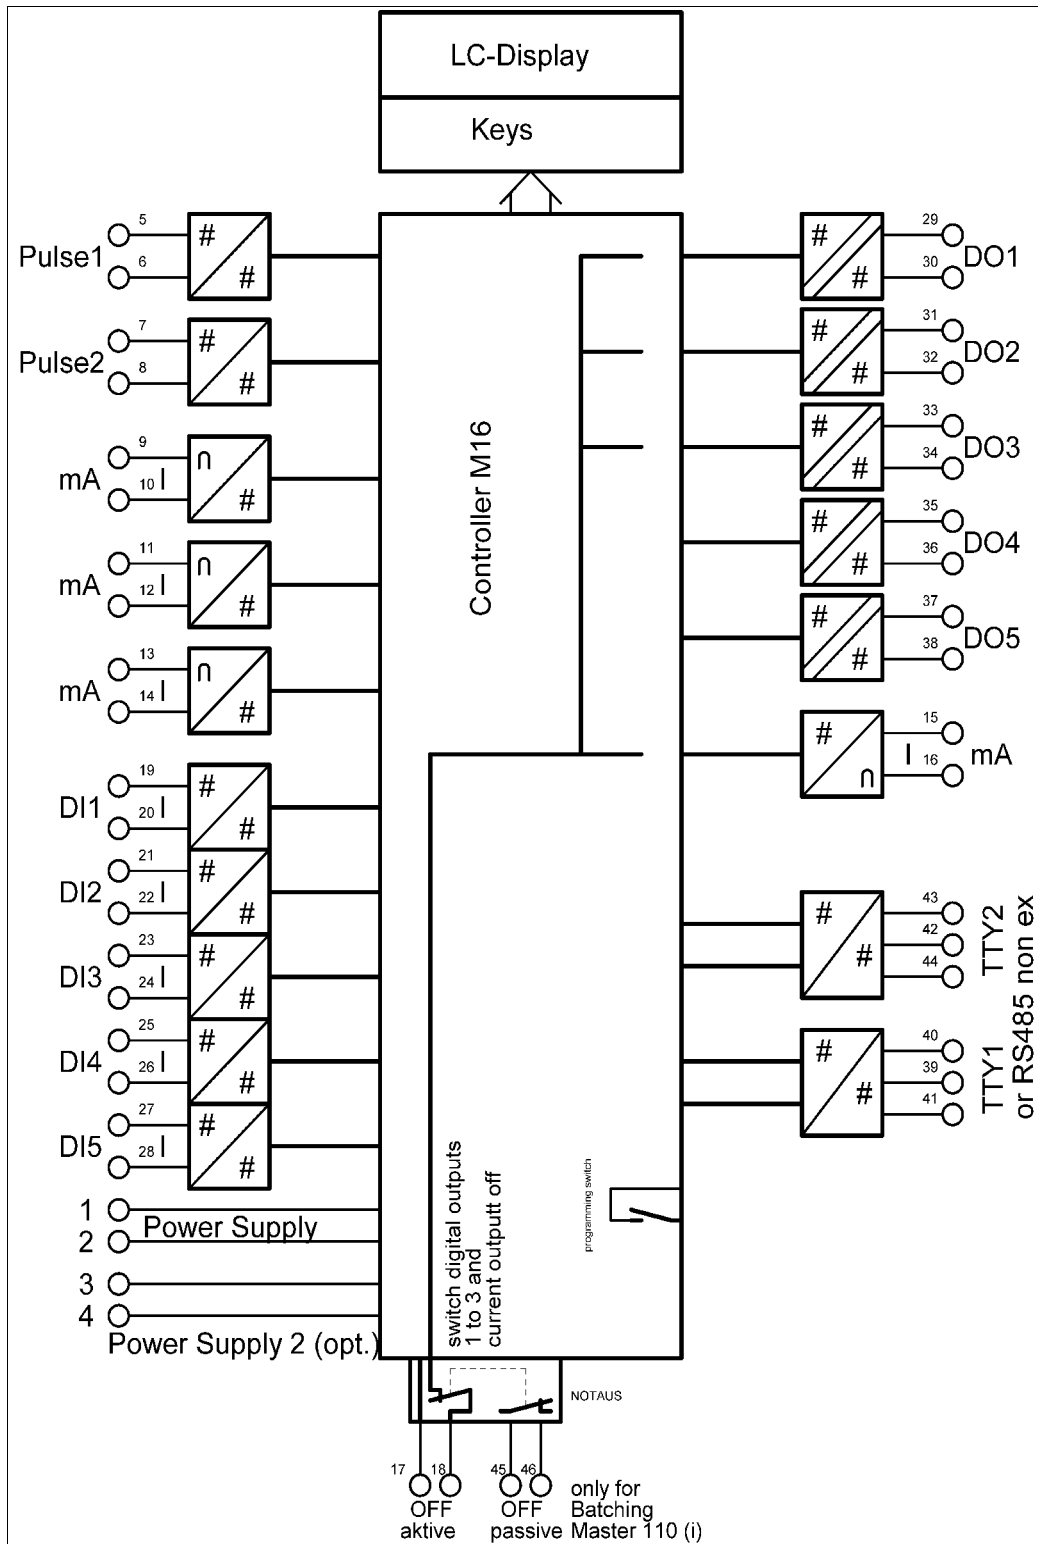 LC-Display
Keys
Controller M16
Pulse1
5
6
#
#
Pulse2
7
8
#
#
mA
9
10 I
∩
#
mA
11
12 I
∩
#
mA
13
14 I
∩
#
DI1
19
20 I
#
#
DI2
21
22 I
#
#
DI3
23
24 I
#
#
DI4
25
26 I
#
#
DI5
27
28 I
#
#
1
Power Supply
2
3
4
Power Supply 2 (opt.)
#
#
29
30
DO1
#
#
31
32
DO2
#
#
33
34
DO3
#
#
35
36
DO4
#
#
37
38
DO5
#
∩
15
I 16
mA
#
#
43
42
44
TTY2
#
#
40
39
41
TTY1
or RS485 non ex
switch digital outputs
1 to 3 and
current outputt off
programming switch
NOTAUS
17
18
45
46
OFF
aktive
OFF
passive
only for
Batching
Master 110 (i)